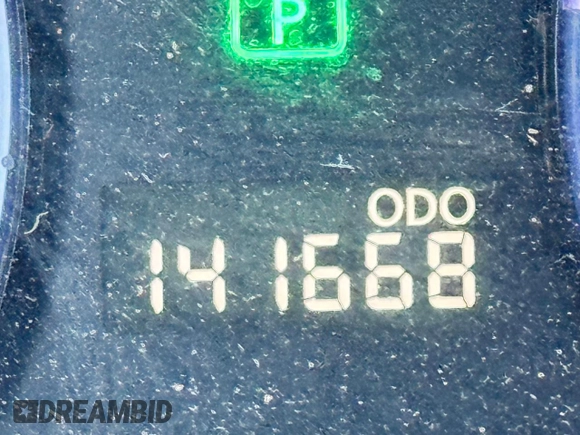 P
ODO
141668
DREAMBID